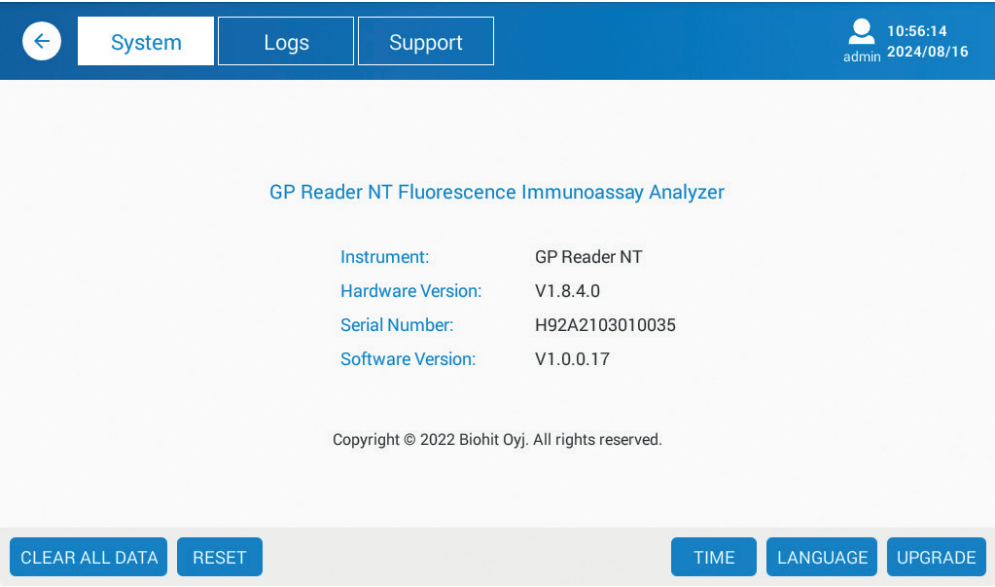 System Logs Support
10:56:14
admin 2024/08/16
GP Reader NT Fluorescence Immunoassay Analyzer
Instrument: GP Reader NT
Hardware Version: V1.8.4.0
Serial Number: H92A2103010035
Software Version: V1.0.0.17
Copyright © 2022 Biohit Oyj. All rights reserved.
CLEAR ALL DATA RESET TIME LANGUAGE UPGRADE